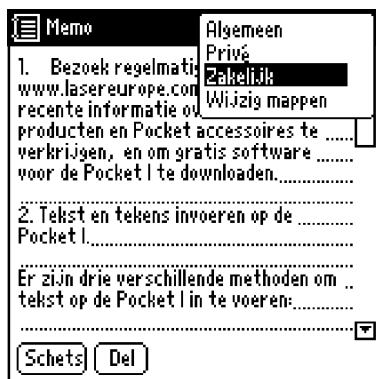 Memo
Algemeen
Privé
Zakelijk
Wijzig mappen
1. Bezoek regelmati
www.lasereurope.com
recente informatie ov
producten en Pocket accessoires te
verkrijgen, en om gratis software
voor de Pocket I te downloaden.
2. Tekst en tekens invoeren op de
Pocket I.
Er zijn drie verschillende methoden om
tekst op de Pocket I in te voeren:
Schets
Del